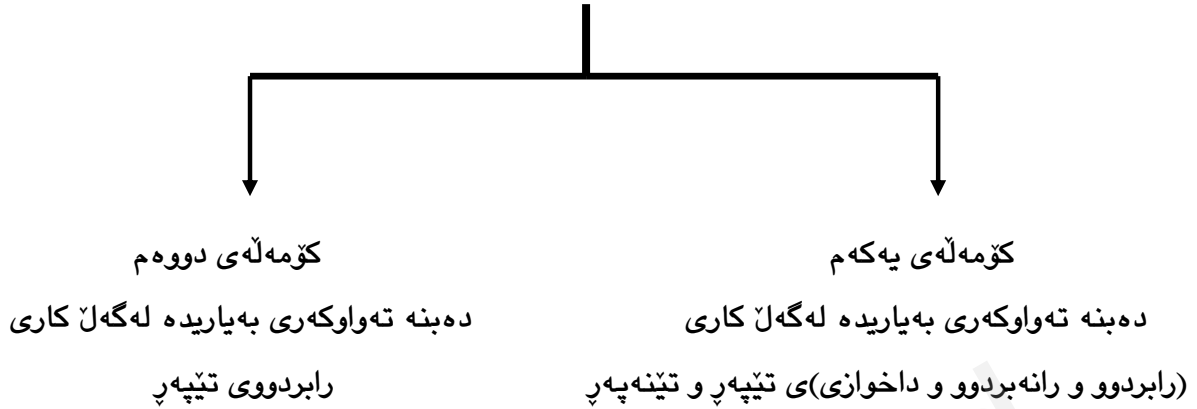 کۆمەڵەی یەکەم
دەبنە تەواوکەری بەیاریدە لەگەڵ کاری
(رابردوو و رانەبردوو و داخوازی)ی تێپەڕ و تێنەپەڕ
کۆمەڵەی دووەم
دەبنە تەواوکەری بەیاریدە لەگەڵ کاری
رابردووی تێپەڕ